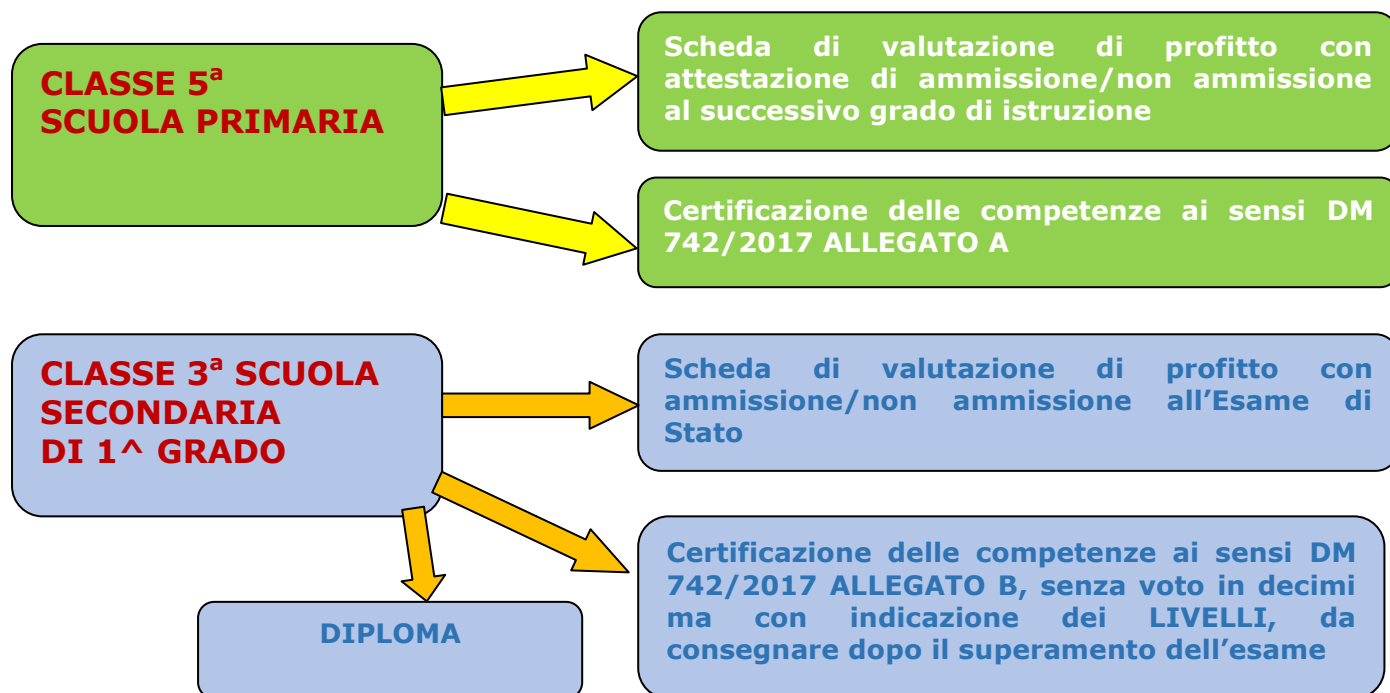 CLASSE 5ª
SCUOLA PRIMARIA
Scheda di valutazione di profitto con
attestazione di ammissione/non ammissione
al successivo grado di istruzione
Certificazione delle competenze ai sensi DM
742/2017 ALLEGATO A
CLASSE 3ª SCUOLA
SECONDARIA
DI 1^ GRADO
Scheda di valutazione di profitto con
ammissione/non ammissione all’Esame di
Stato
Certificazione delle competenze ai sensi DM
742/2017 ALLEGATO B, senza voto in decimi
ma con indicazione dei LIVELLI, da
consegnare dopo il superamento dell’esame
DIPLOMA